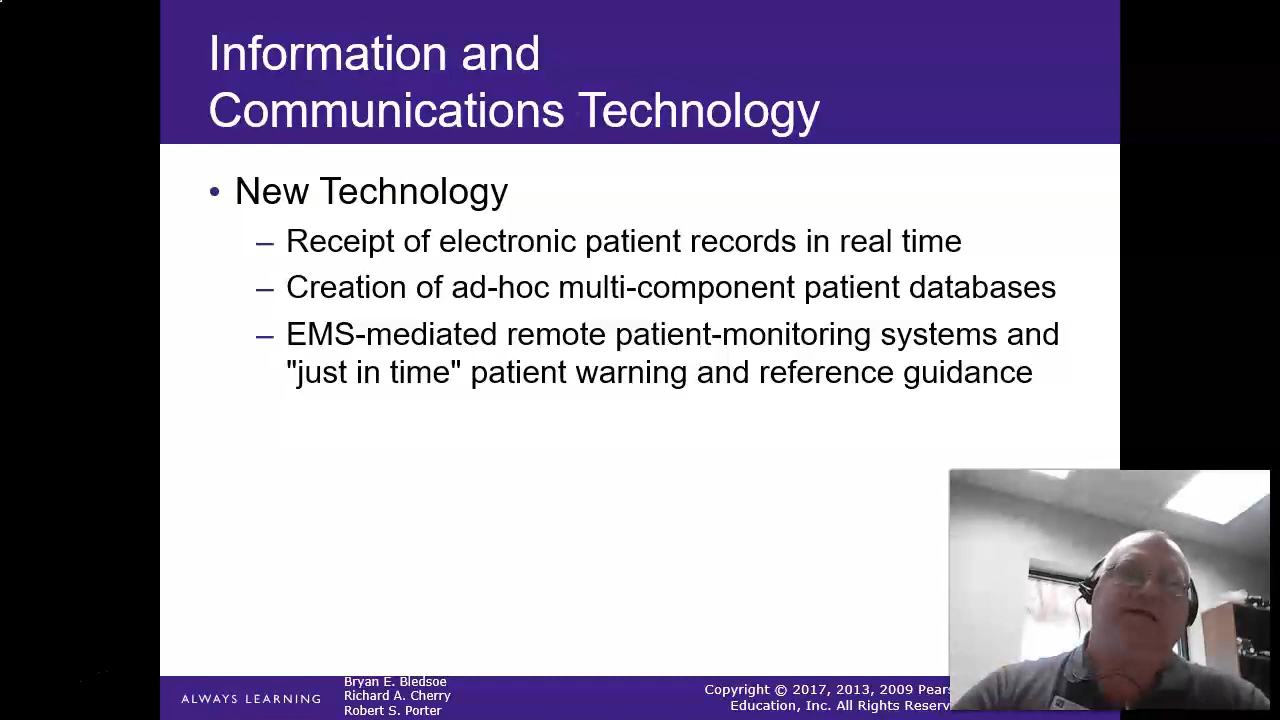 Information and
Communications Technology
• New Technology
– Receipt of electronic patient records in real time
– Creation of ad-hoc multi-component patient databases
– EMS-mediated remote patient-monitoring systems and
"just in time" patient warning and reference guidance
ALWAYS LEARNING
Bryan E. Bledsoe
Richard A. Cherry
Robert S. Porter
Copyright © 2017, 2013, 2009
Education, Inc. All Rights